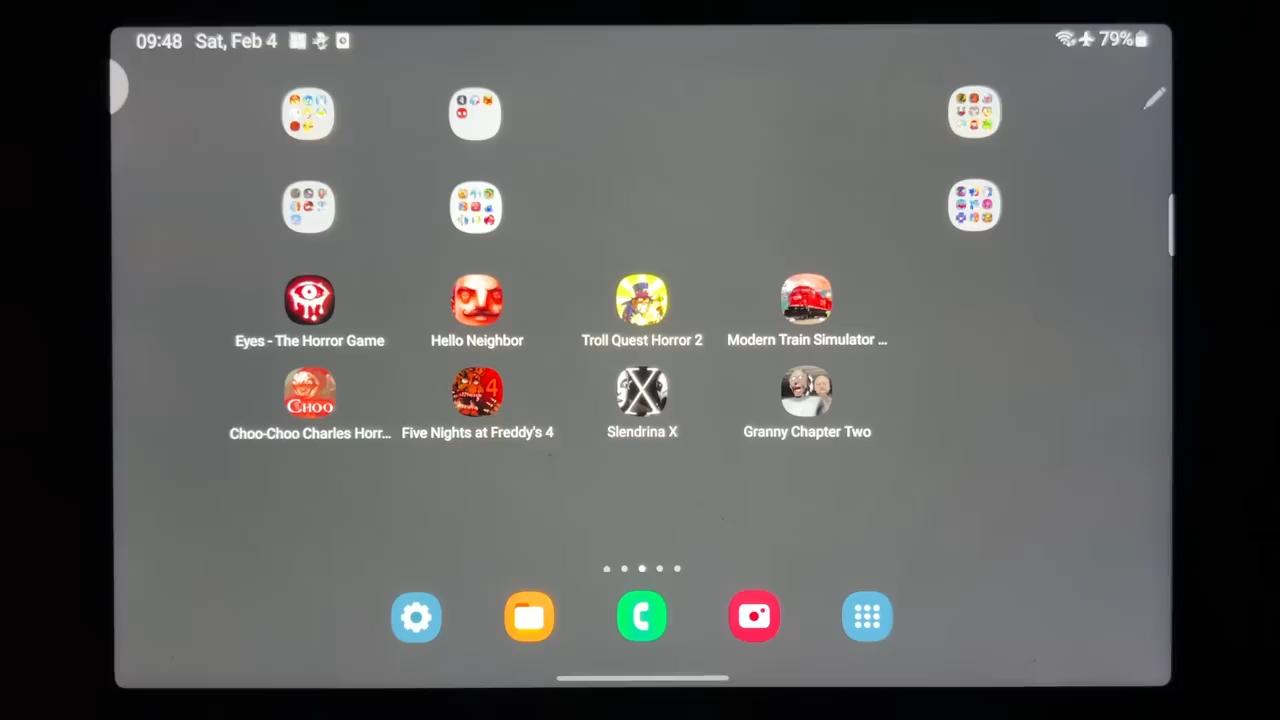 09:48 Sat, Feb 4
79%
Eyes - The Horror Game
Hello Neighbor
Troll Quest Horror 2
Modern Train Simulator ...
CHOO
4
X
Choo-Choo Charles Horr...
Five Nights at Freddy's 4
Slendrina X
Granny Chapter Two